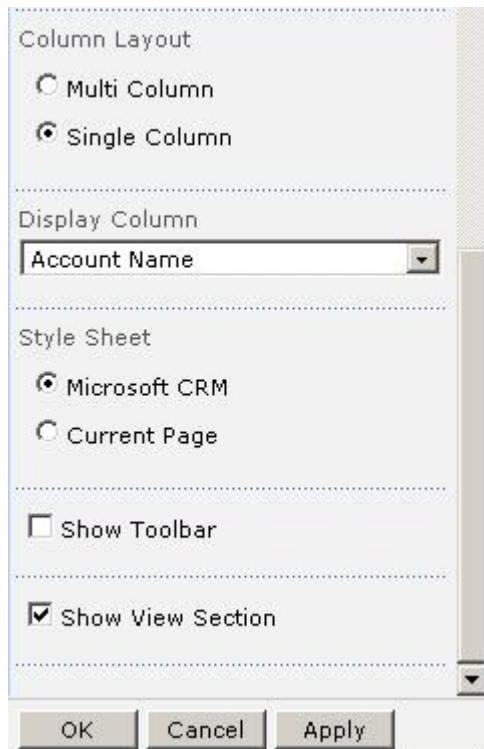 Column Layout
Multi Column
Single Column
Display Column
Account Name
Style Sheet
Microsoft CRM
Current Page
Show Toolbar
Show View Section
OK Cancel Apply